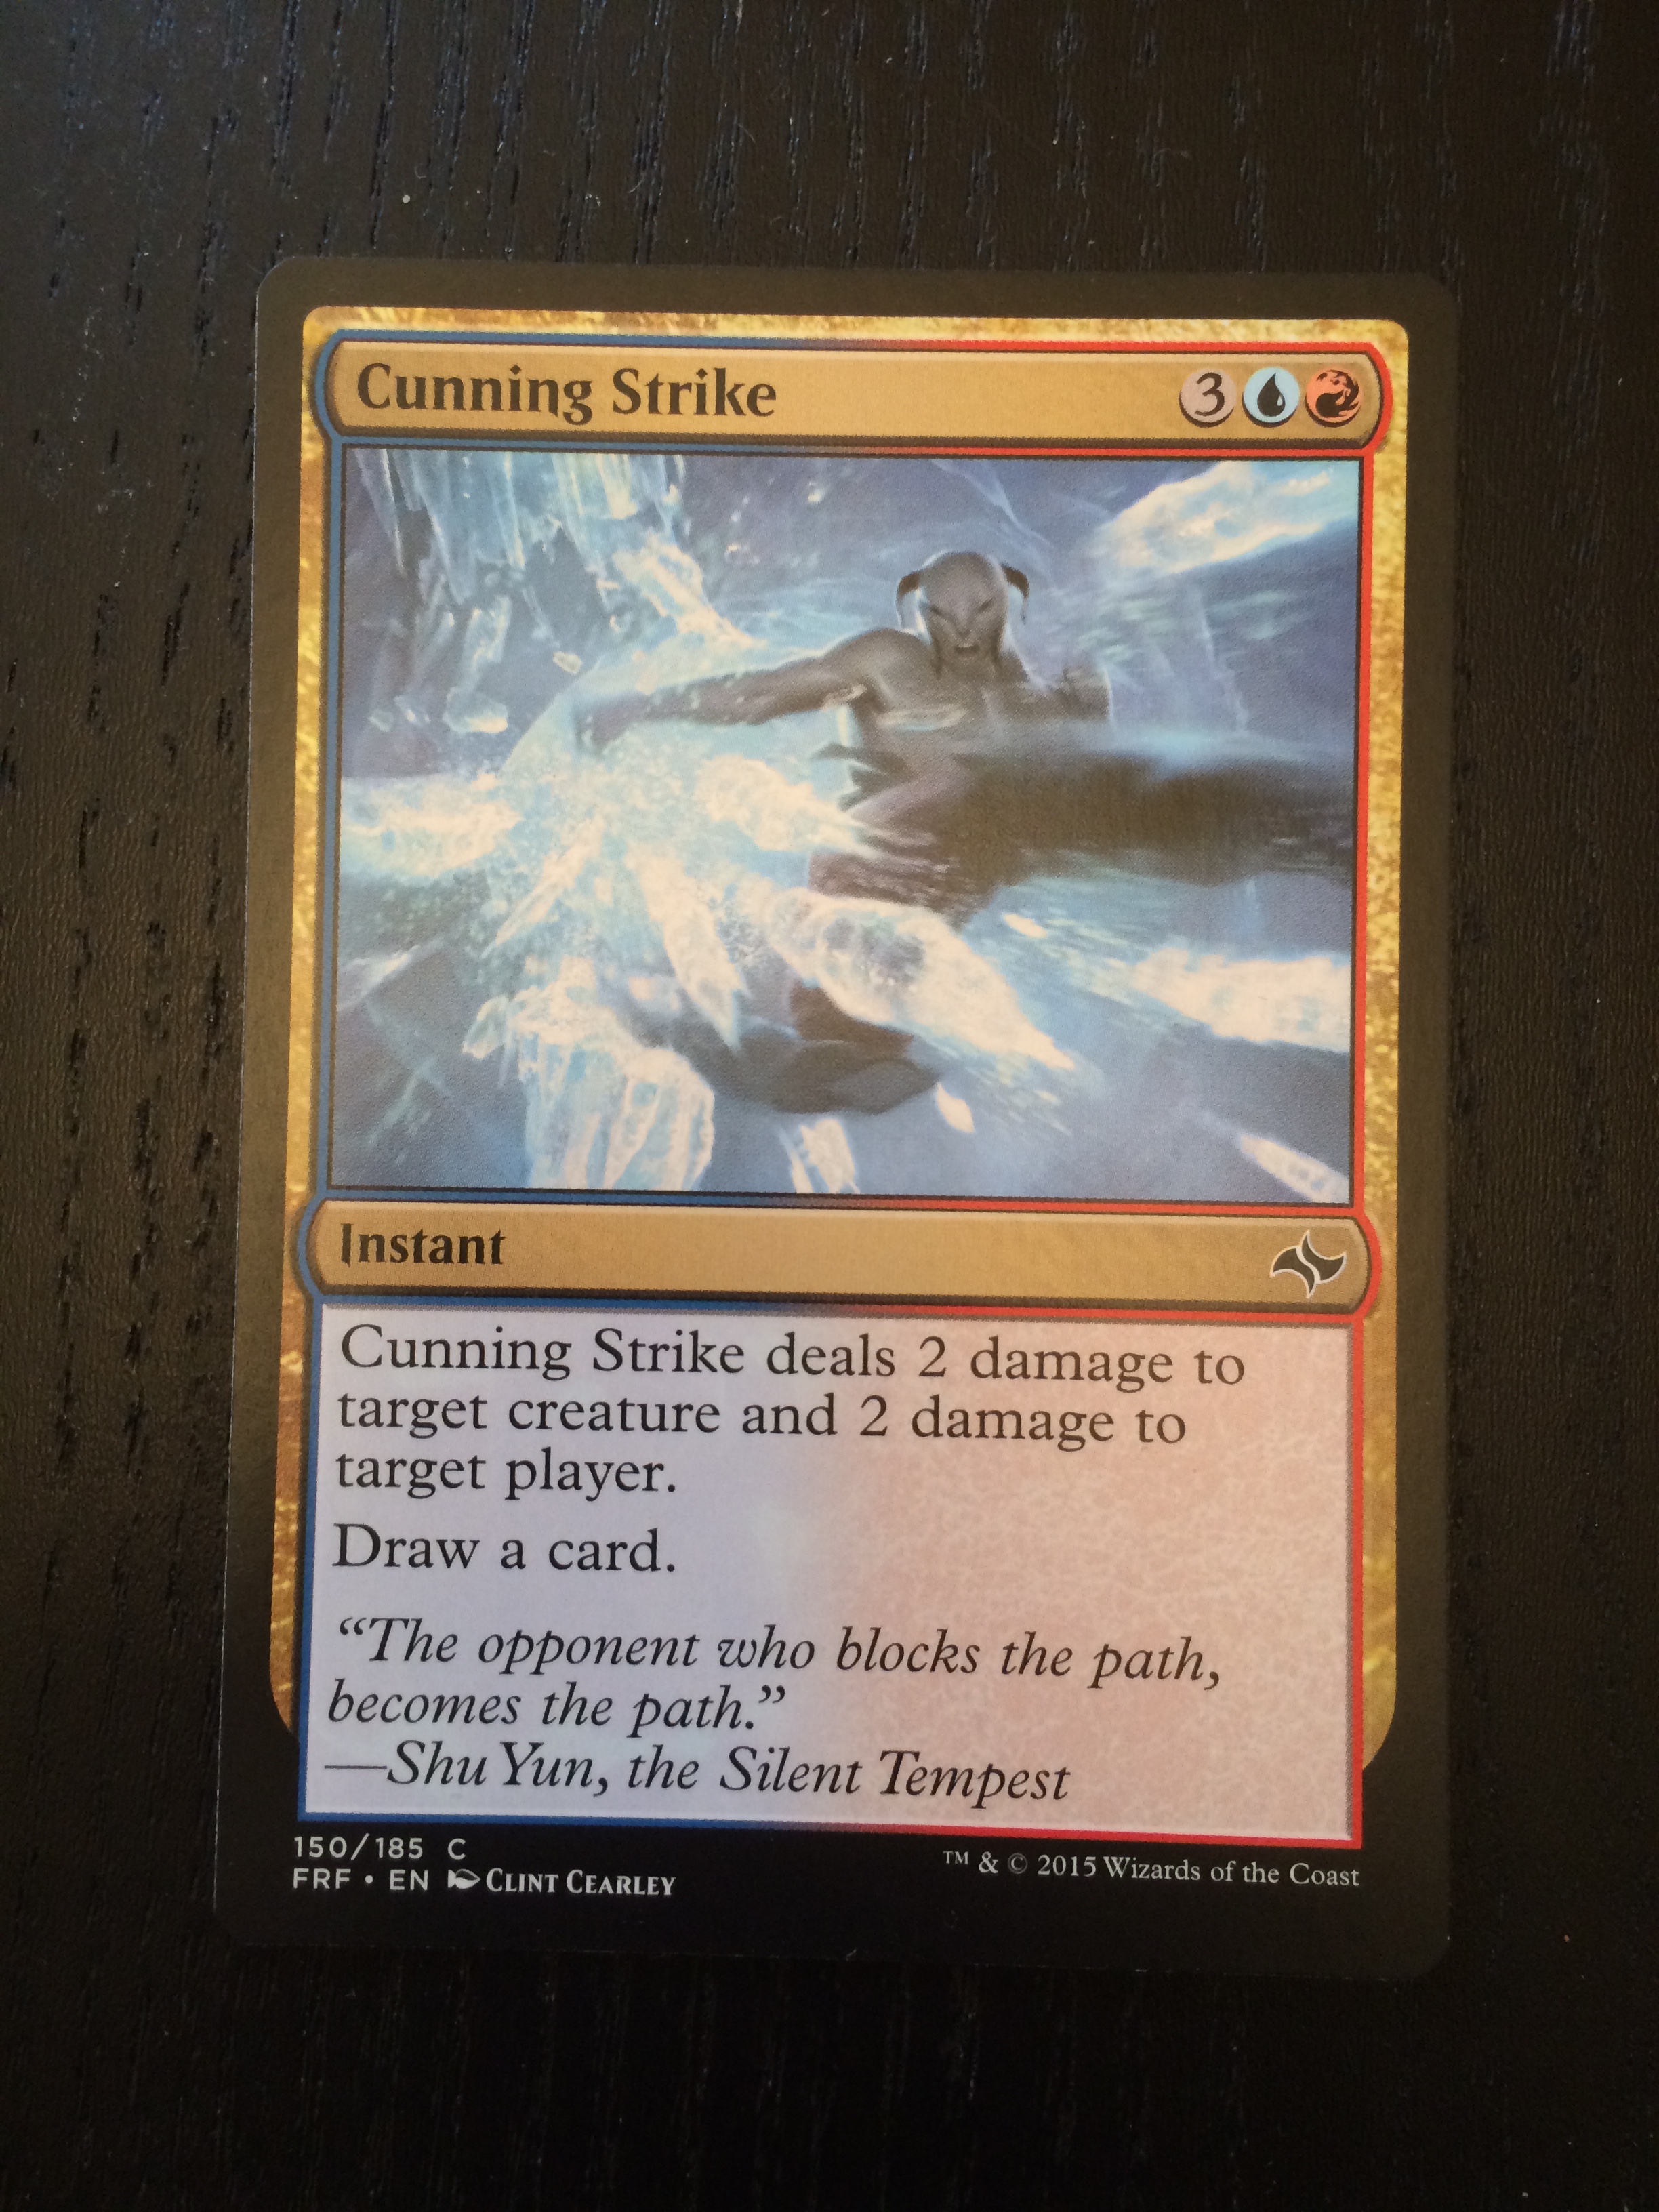 Cunning Strike 3
Instant
Cunning Strike deals 2 damage to
target creature and 2 damage to
target player.
Draw a card.
“The opponent who blocks the path,
becomes the path.”
—Shu Yun, the Silent Tempest
150/185 C
FRF • EN CLINT CEARLEY
™ & © 2015 Wizards of the Coast